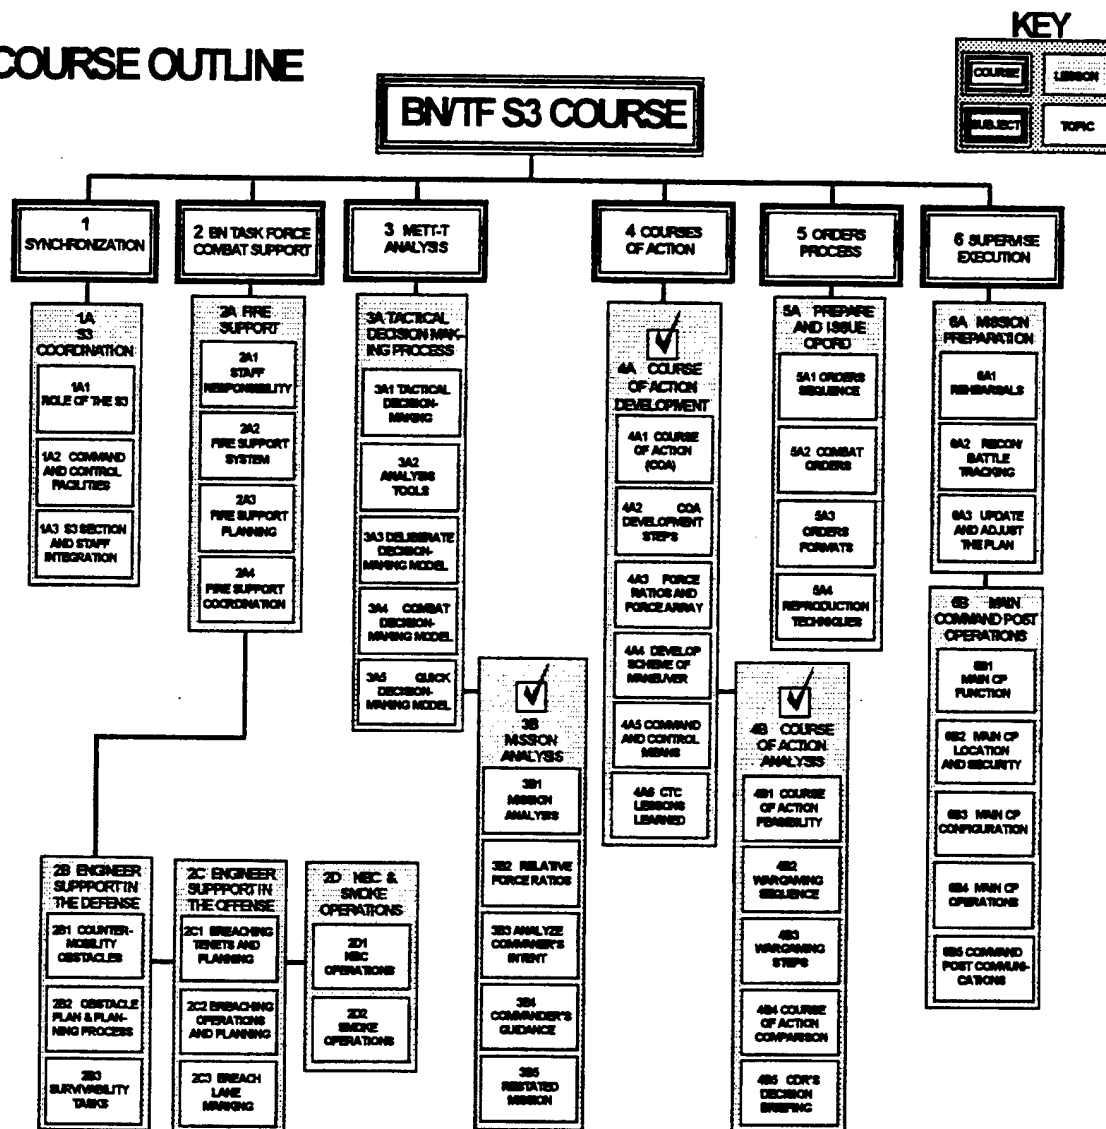 COURSE OUTLINE
KEY
COURSE
LESSON
SUBJECT
TOPIC
BN/TF S3 COURSE
1
SYNCHRONIZATION
2 BN TASK FORCE
COMBAT SUPPORT
3 METT-T
ANALYSIS
4 COURSES
OF ACTION
5 ORDERS
PROCESS
6 SUPERVISE
EXECUTION
1A
S3
COORDINATION
1A1
ROLE OF THE S3
1A2 COMMAND
AND CONTROL
FACILITIES
1A3 S3 SECTION
AND STAFF
INTEGRATION
2A FIRE
SUPPORT
2A1
STAFF
RESPONSIBILITY
2A2
FIRE SUPPORT
SYSTEM
2A3
FIRE SUPPORT
PLANNING
2A4
FIRE SUPPORT
COORDINATION
3A TACTICAL
DECISION MAK-
ING PROCESS
3A1 TACTICAL
DECISION-
MAKING
3A2
ANALYSIS
TOOLS
3A3 DELIBERATE
DECISION-
MAKING MODEL
3A4 COMBAT
DECISION-
MAKING MODEL
3A5 QUICK
DECISION-
MAKING MODEL
4A COURSE
OF ACTION
DEVELOPMENT
4A1 COURSE
OF ACTION
(COA)
4A2 COA
DEVELOPMENT
STEPS
4A3 FORCE
RATIOS AND
FORCE ARRAY
4A4 DEVELOP
SCHEME OF
MANEUVER
4A5 COMMAND
AND CONTROL
MEANS
4A6 CTC
LESSONS
LEARNED
5A PREPARE
AND ISSUE
OPORD
5A1 ORDERS
SEQUENCE
5A2 COMBAT
ORDERS
5A3
ORDERS
FORMATS
5A4
REPRODUCTION
TECHNIQUES
6A MISSION
PREPARATION
6A1
REHEARSALS
6A2 RECON/
BATTLE
TRACKING
6A3 UPDATE
AND ADJUST
THE PLAN
6B MAIN
COMMAND POST
OPERATIONS
6B1
MAIN CP
FUNCTION
6B2 MAIN CP
LOCATION
AND SECURITY
6B3 MAIN CP
CONFIGURATION
6B4 MAIN CP
OPERATIONS
6B5 COMMAND
POST COMMUNI-
CATIONS
3B
MISSION
ANALYSIS
3B1
MISSION
ANALYSIS
3B2 RELATIVE
FORCE RATIOS
3B3 ANALYZE
COMMANDER'S
INTENT
3B4
COMMANDER'S
GUIDANCE
3B5
RESTATED
MISSION
4B COURSE
OF ACTION
ANALYSIS
4B1 COURSE
OF ACTION
FEASIBILITY
4B2
WARGAMING
SEQUENCE
4B3
WARGAMING
STEPS
4B4 COURSE
OF ACTION
COMPARISON
4B5 CDR'S
DECISION
BRIEFING
2B ENGINEER
SUPPPORT IN
THE DEFENSE
2B1 COUNTER-
MOBILITY
OBSTACLES
2B2 OBSTACLE
PLAN & PLAN-
NING PROCESS
2B3
SURVIVABILITY
TASKS
2C ENGINEER
SUPPPORT IN
THE OFFENSE
2C1 BREACHING
TENETS AND
PLANNING
2C2 BREACHING
OPERATIONS
AND PLANNING
2C3 BREACH
LANE
MARKING
2D NBC &
SMOKE
OPERATIONS
2D1
NBC
OPERATIONS
2D2
SMOKE
OPERATIONS